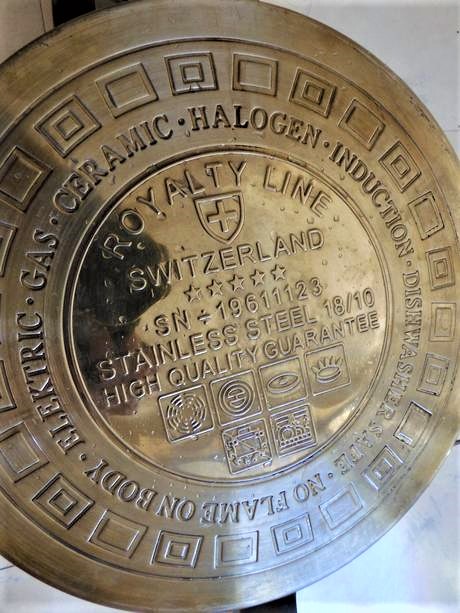 ELEKTRIC · GAS · CERAMIC · HALOGEN · INDUCTION · DISHWASHER SAFE · NO FLAME ON BODY ·
ROYALTY LINE
SWITZERLAND
SN ÷ 19611123
STAINLESS STEEL 18/10
HIGH QUALITY GUARANTEE